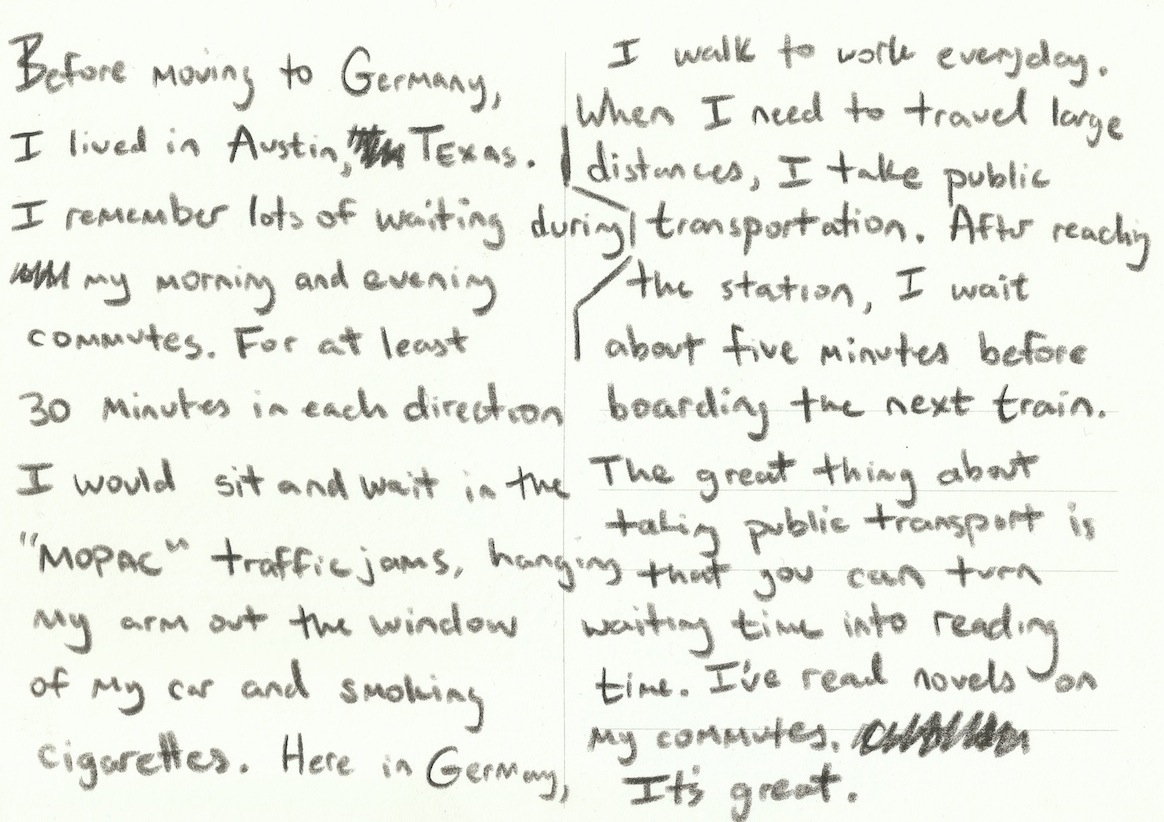 Before moving to Germany,
I lived in Austin, Texas.
I remember lots of waiting during
my morning and evening
commutes. For at least
30 minutes in each direction
I would sit and wait in the
"MOPAC" traffic jams, hanging
my arm out the window
of my car and smoking
cigarettes. Here in Germany,
I walk to work everyday.
When I need to travel large
distances, I take public
transportation. After reaching
the station, I wait
about five minutes before
boarding the next train.
The great thing about
taking public transport is
that you can turn
waiting time into reading
time. I've read novels on
my commutes.
It's great.